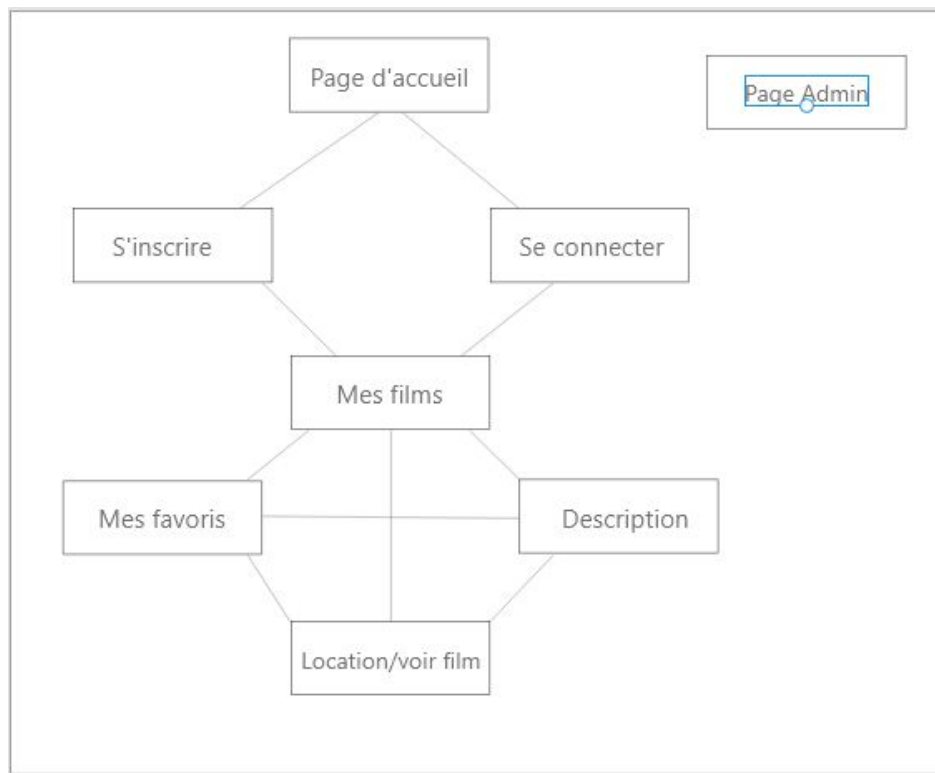 Page d'accueil
Page Admin
S'inscrire
Se connecter
Mes films
Mes favoris
Description
Location/voir film